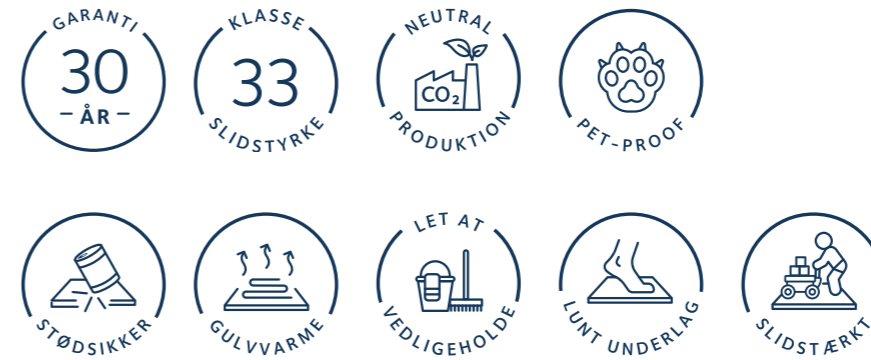 GARANTI
30
– ÅR –
KLASSE
33
SLIDSTYRKE
NEUTRAL
CO₂
PRODUKTION
PET-PROOF
STØDSIKKER
GULVVARME
LET AT
VEDLIGEHOLDE
LUNT UNDERLAG
SLIDSTÆRKT